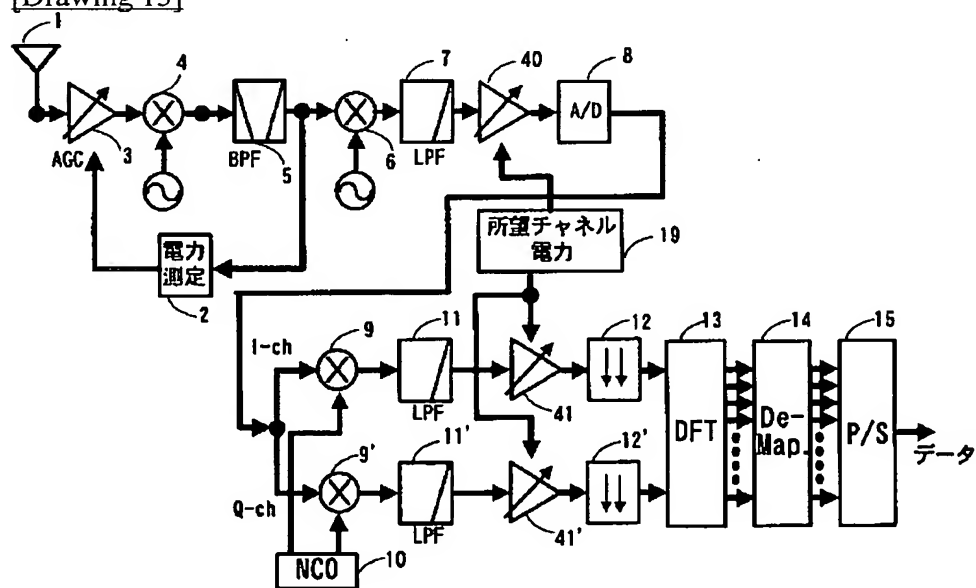 [Drawing 15]
1
4
7
40
8
A/D
3
AGC
BPF
5
6
LPF
電力
測定
2
所望チャネル
電力
19
I-ch
9
11
LPF
41
12
13
14
15
DFT
De-
Map.
P/S
データ
Q-ch
9'
11'
LPF
41'
12'
NCO
10